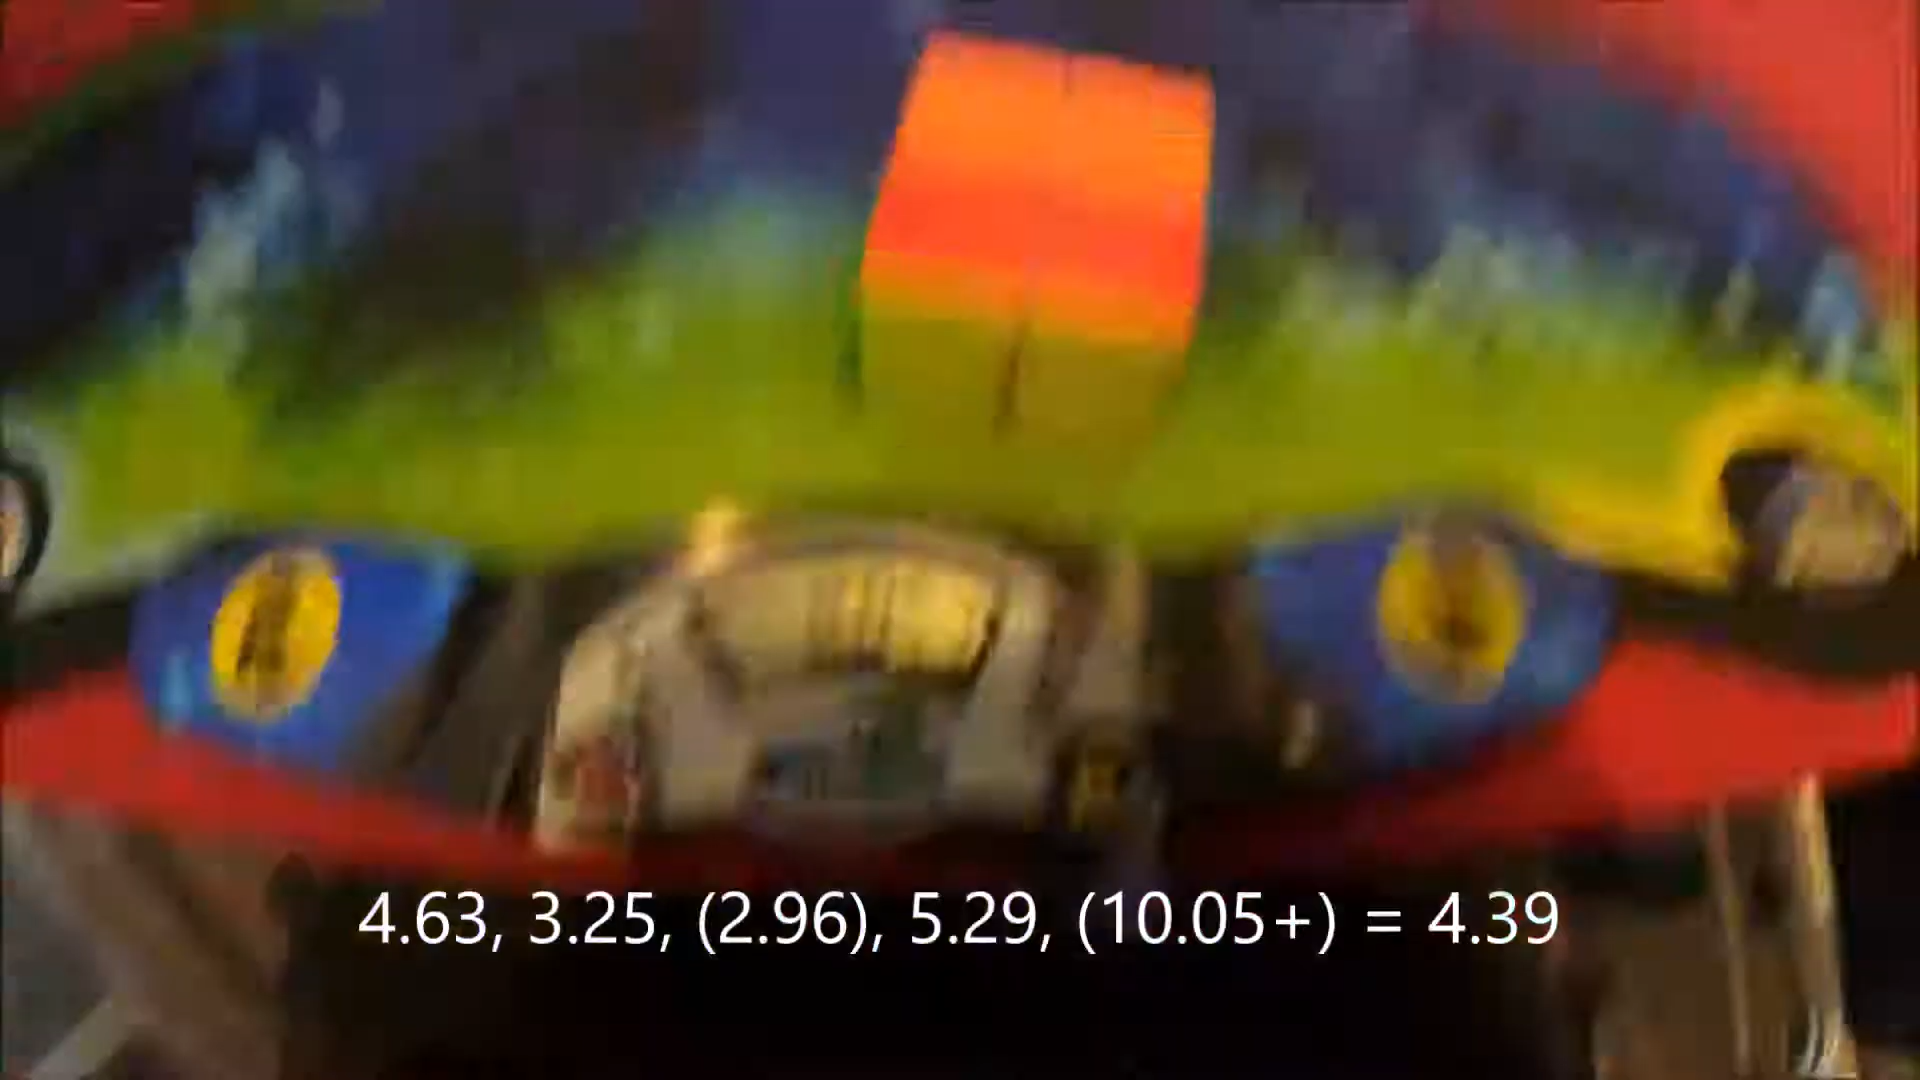 4.63, 3.25, (2.96), 5.29, (10.05+) = 4.39